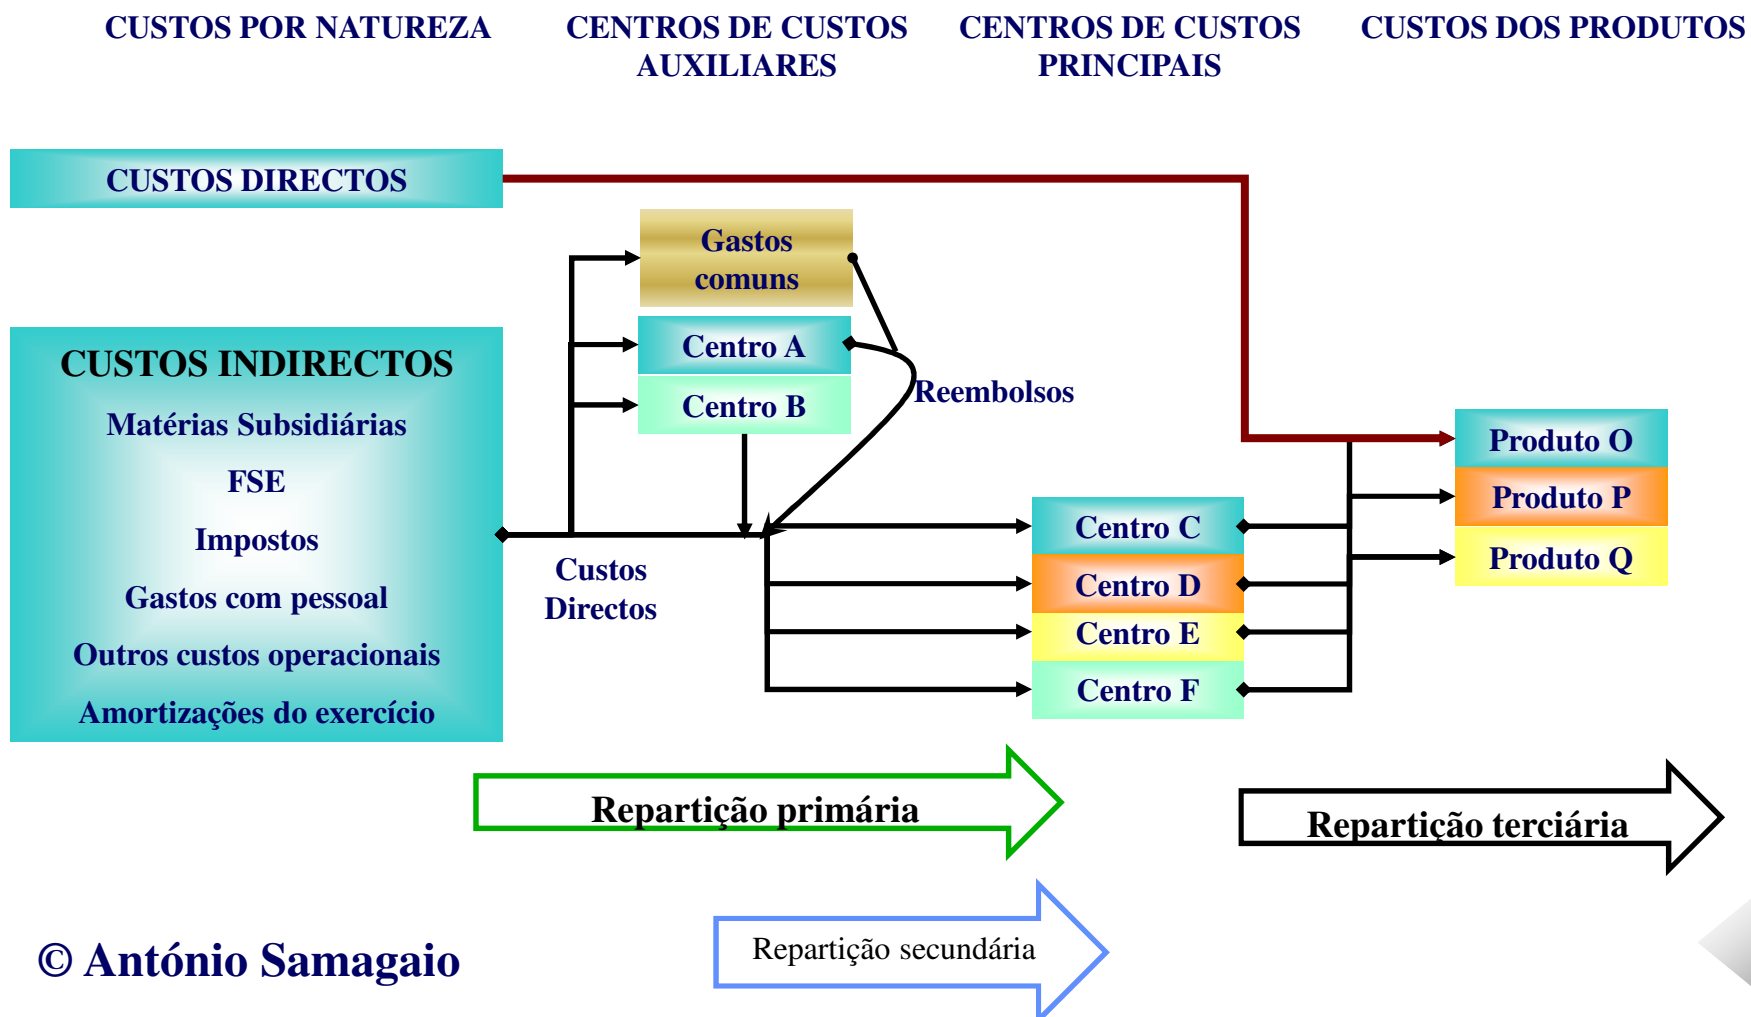 CUSTOS POR NATUREZA
CENTROS DE CUSTOS
AUXILIARES
CENTROS DE CUSTOS
PRINCIPAIS
CUSTOS DOS PRODUTOS
CUSTOS DIRECTOS
Gastos
comuns
CUSTOS INDIRECTOS
Matérias Subsidiárias
FSE
Impostos
Gastos com pessoal
Outros custos operacionais
Amortizações do exercício
Centro A
Centro B
Reembolsos
Custos
Directos
Centro C
Centro D
Centro E
Centro F
Produto O
Produto P
Produto Q
Repartição primária
Repartição terciária
Repartição secundária
© António Samagaio